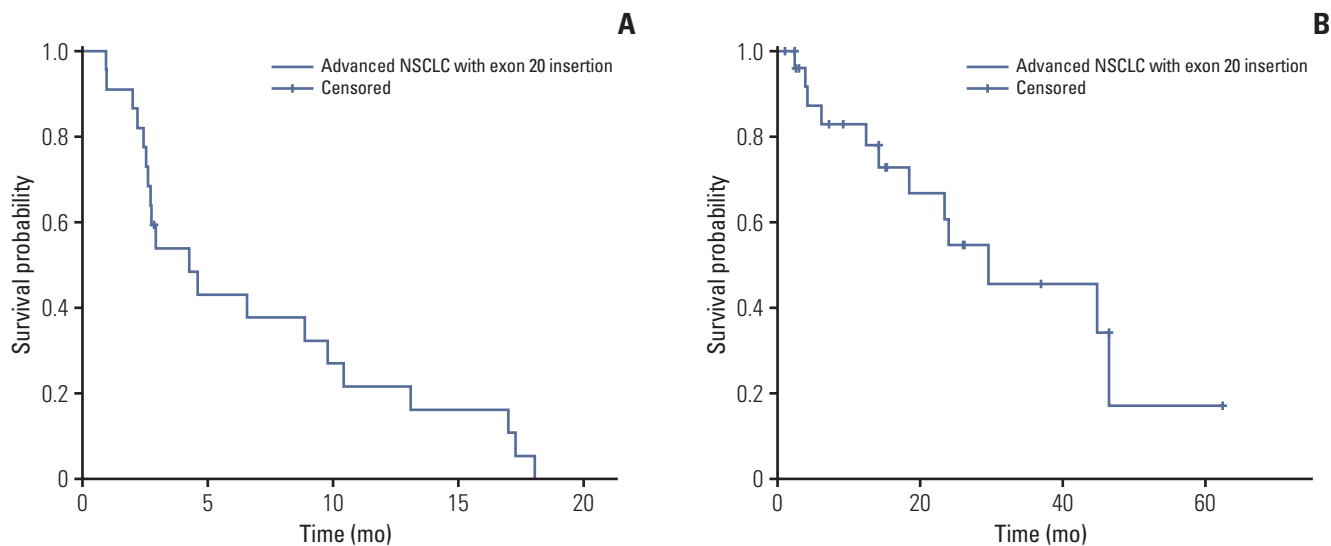 A
Advanced NSCLC with exon 20 insertion
Censored
1.0
0.8
0.6
0.4
0.2
0
Survival probability
0
5
10
15
20
Time (mo)
B
Advanced NSCLC with exon 20 insertion
Censored
1.0
0.8
0.6
0.4
0.2
0
Survival probability
0
20
40
60
Time (mo)